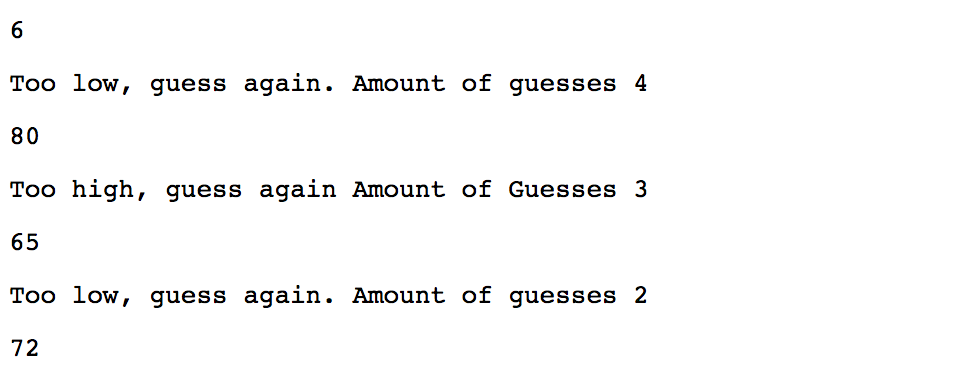 6
Too low, guess again. Amount of guesses 4
80
Too high, guess again Amount of Guesses 3
65
Too low, guess again. Amount of guesses 2
72